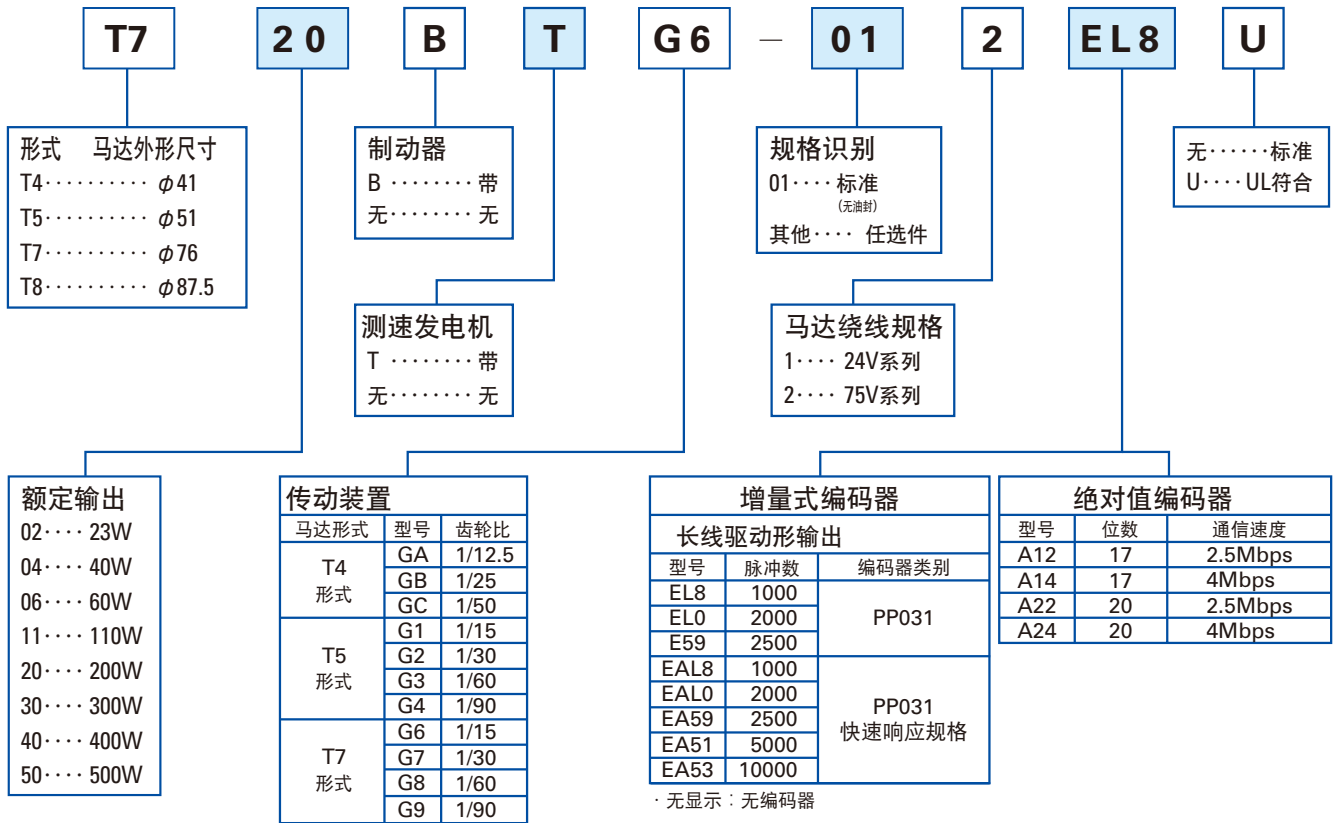 T7 20 B T G6 — 01 2 EL8 U
形式 马达外形尺寸
T4·········· φ41
T5·········· φ51
T7·········· φ76
T8·········· φ87.5
制动器
B ········ 带
无········ 无
规格识别
01···· 标准
(无油封)
其他···· 任选件
无······标准
U····UL符合
测速发电机
T ········ 带
无········ 无
马达绕线规格
1···· 24V系列
2···· 75V系列
额定输出
02···· 23W
04···· 40W
06···· 60W
11···· 110W
20···· 200W
30···· 300W
40···· 400W
50···· 500W
传动装置
马达形式 型号 齿轮比
T4形式 GA 1/12.5
GB 1/25
GC 1/50
T5形式 G1 1/15
G2 1/30
G3 1/60
G4 1/90
T7形式 G6 1/15
G7 1/30
G8 1/60
G9 1/90
增量式编码器
长线驱动形输出
型号 脉冲数 编码器类别
EL8 1000 PP031
EL0 2000
E59 2500
EAL8 1000 PP031快速响应规格
EAL0 2000
EA59 2500
EA51 5000
EA53 10000
· 无显示：无编码器
绝对值编码器
型号 位数 通信速度
A12 17 2.5Mbps
A14 17 4Mbps
A22 20 2.5Mbps
A24 20 4Mbps